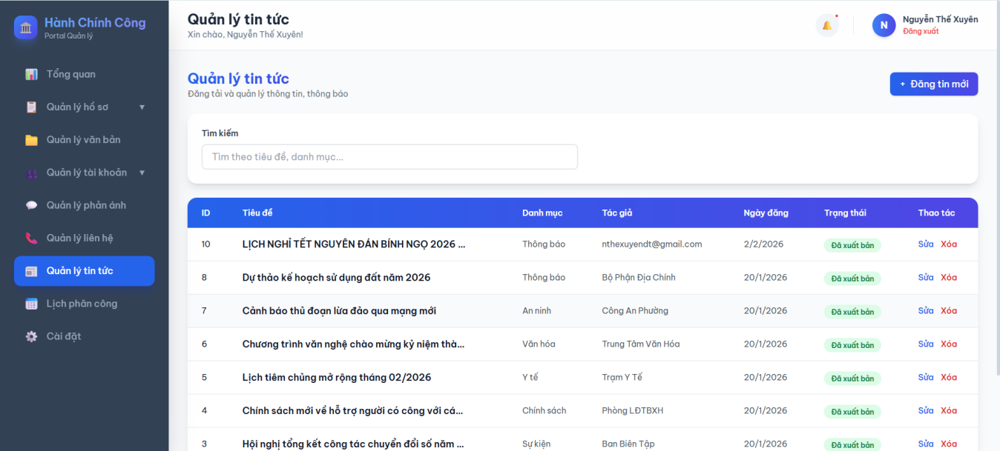 Hành Chính Công
Portal Quản lý
Tổng quan
Quản lý hồ sơ ▼
Quản lý văn bản
Quản lý tài khoản ▼
Quản lý phản ánh
Quản lý liên hệ
Quản lý tin tức
Lịch phân công
Cài đặt
Quản lý tin tức
Xin chào, Nguyễn Thế Xuyên!
N
Nguyễn Thế Xuyên
Đăng xuất
Quản lý tin tức
Đăng tải và quản lý thông tin, thông báo
+ Đăng tin mới
Tìm kiếm
Tìm theo tiêu đề, danh mục...
ID Tiêu đề Danh mục Tác giả Ngày đăng Trạng thái Thao tác
10 LỊCH NGHỈ TẾT NGUYÊN ĐÁN BÍNH NGỌ 2026 ... Thông báo nthexuyendt@gmail.com 2/2/2026 Đã xuất bản Sửa Xóa
8 Dự thảo kế hoạch sử dụng đất năm 2026 Thông báo Bộ Phận Địa Chính 20/1/2026 Đã xuất bản Sửa Xóa
7 Cảnh báo thủ đoạn lừa đảo qua mạng mới An ninh Công An Phường 20/1/2026 Đã xuất bản Sửa Xóa
6 Chương trình văn nghệ chào mừng kỷ niệm thà... Văn hóa Trung Tâm Văn Hóa 20/1/2026 Đã xuất bản Sửa Xóa
5 Lịch tiêm chủng mở rộng tháng 02/2026 Y tế Trạm Y Tế 20/1/2026 Đã xuất bản Sửa Xóa
4 Chính sách mới về hỗ trợ người có công với cá... Chính sách Phòng LĐTBXH 20/1/2026 Đã xuất bản Sửa Xóa
3 Hội nghị tổng kết công tác chuyển đổi số năm ... Sự kiện Ban Biên Tập 20/1/2026 Đã xuất bản Sửa Xóa